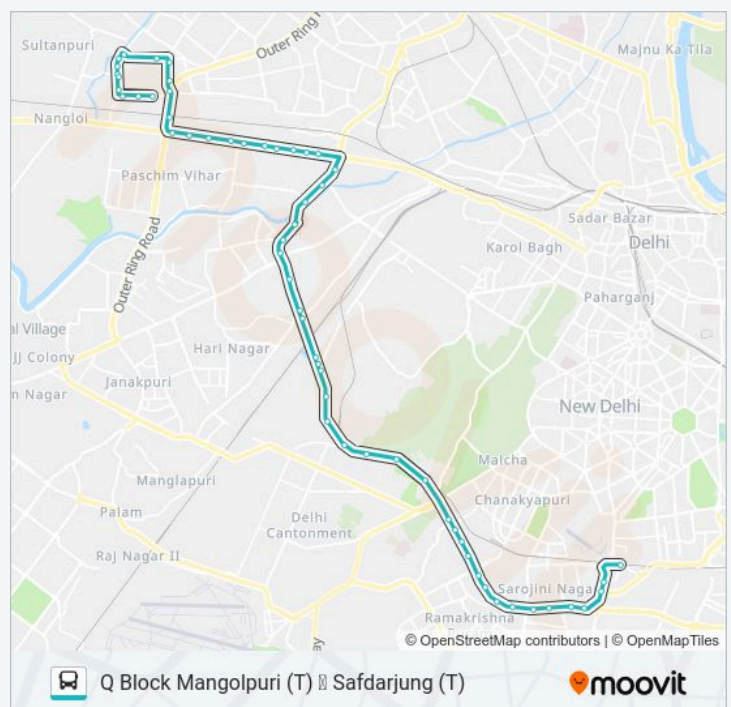 Sultanpuri
Outer Ring R
Majnu Ka Tila
Nangloi
Paschim Vihar
Sadar Bazar
Delhi
Karol Bagh
Outer Ring Road
Paharganj
al Village
JJ Colony
Hari Nagar
Janakpuri
m Nagar
New Delhi
Malcha
Manglapuri
Chanakyapuri
Palam
Delhi
Cantonment
Raj Nagar II
Sarojini Naga
Ramakrishna
way
© OpenStreetMap contributors | © OpenMapTiles
Q Block Mangolpuri (T) Safdarjung (T)
moovit